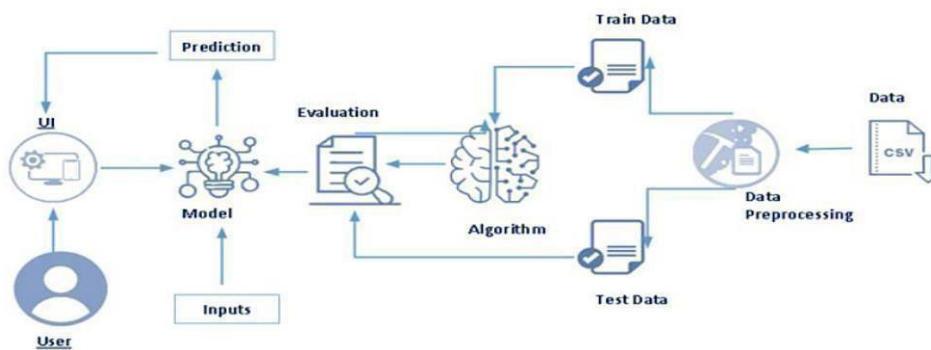 Train Data
Prediction
Evaluation
Data
UI
CSV
Model
Algorithm
Data
Preprocessing
Inputs
Test Data
User